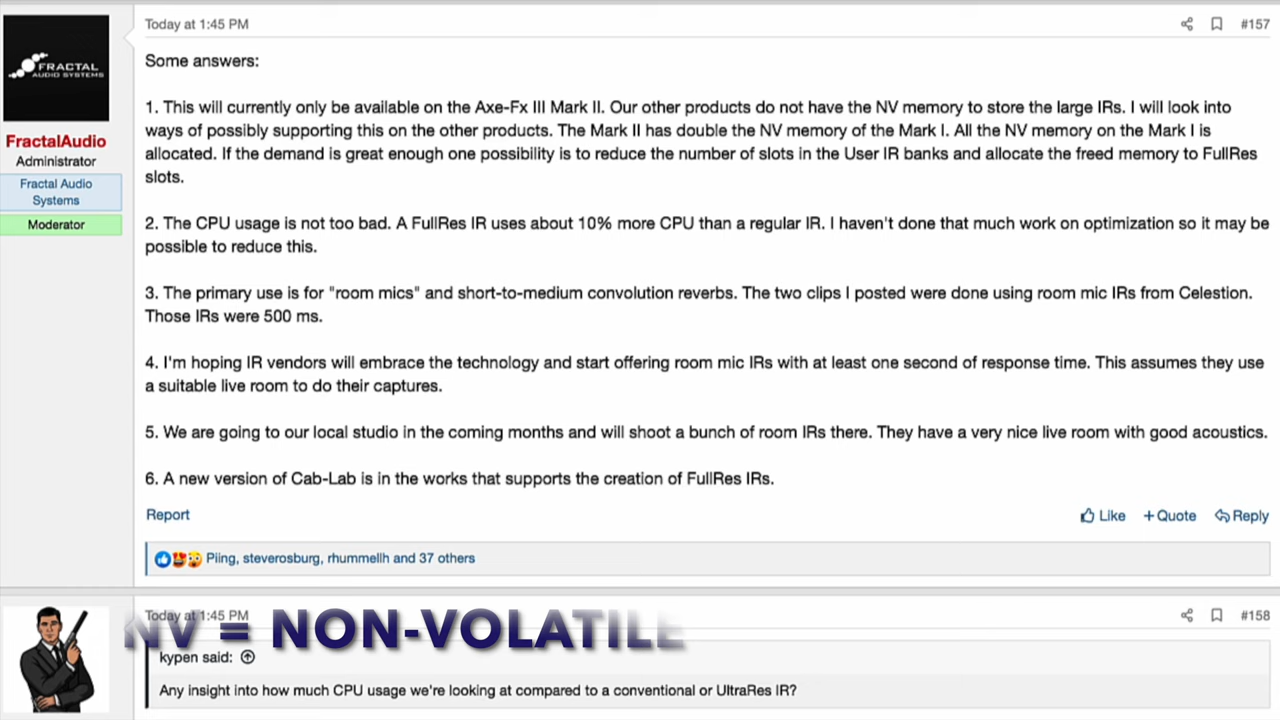 Today at 1:45 PM
#157
FRACTAL
AUDIO SYSTEMS
FractalAudio
Administrator
Fractal Audio
Systems
Moderator
Some answers:
1. This will currently only be available on the Axe-Fx III Mark II. Our other products do not have the NV memory to store the large IRs. I will look into
ways of possibly supporting this on the other products. The Mark II has double the NV memory of the Mark I. All the NV memory on the Mark I is
allocated. If the demand is great enough one possibility is to reduce the number of slots in the User IR banks and allocate the freed memory to FullRes
slots.
2. The CPU usage is not too bad. A FullRes IR uses about 10% more CPU than a regular IR. I haven't done that much work on optimization so it may be
possible to reduce this.
3. The primary use is for "room mics" and short-to-medium convolution reverbs. The two clips I posted were done using room mic IRs from Celestion.
Those IRs were 500 ms.
4. I'm hoping IR vendors will embrace the technology and start offering room mic IRs with at least one second of response time. This assumes they use
a suitable live room to do their captures.
5. We are going to our local studio in the coming months and will shoot a bunch of room IRs there. They have a very nice live room with good acoustics.
6. A new version of Cab-Lab is in the works that supports the creation of FullRes IRs.
Report
Like
+Quote
Reply
Piing, steverosburg, rhummellh and 37 others
Today at 1:45 PM
#158
NV = NON-VOLATILE
kypen said:
Any insight into how much CPU usage we're looking at compared to a conventional or UltraRes IR?